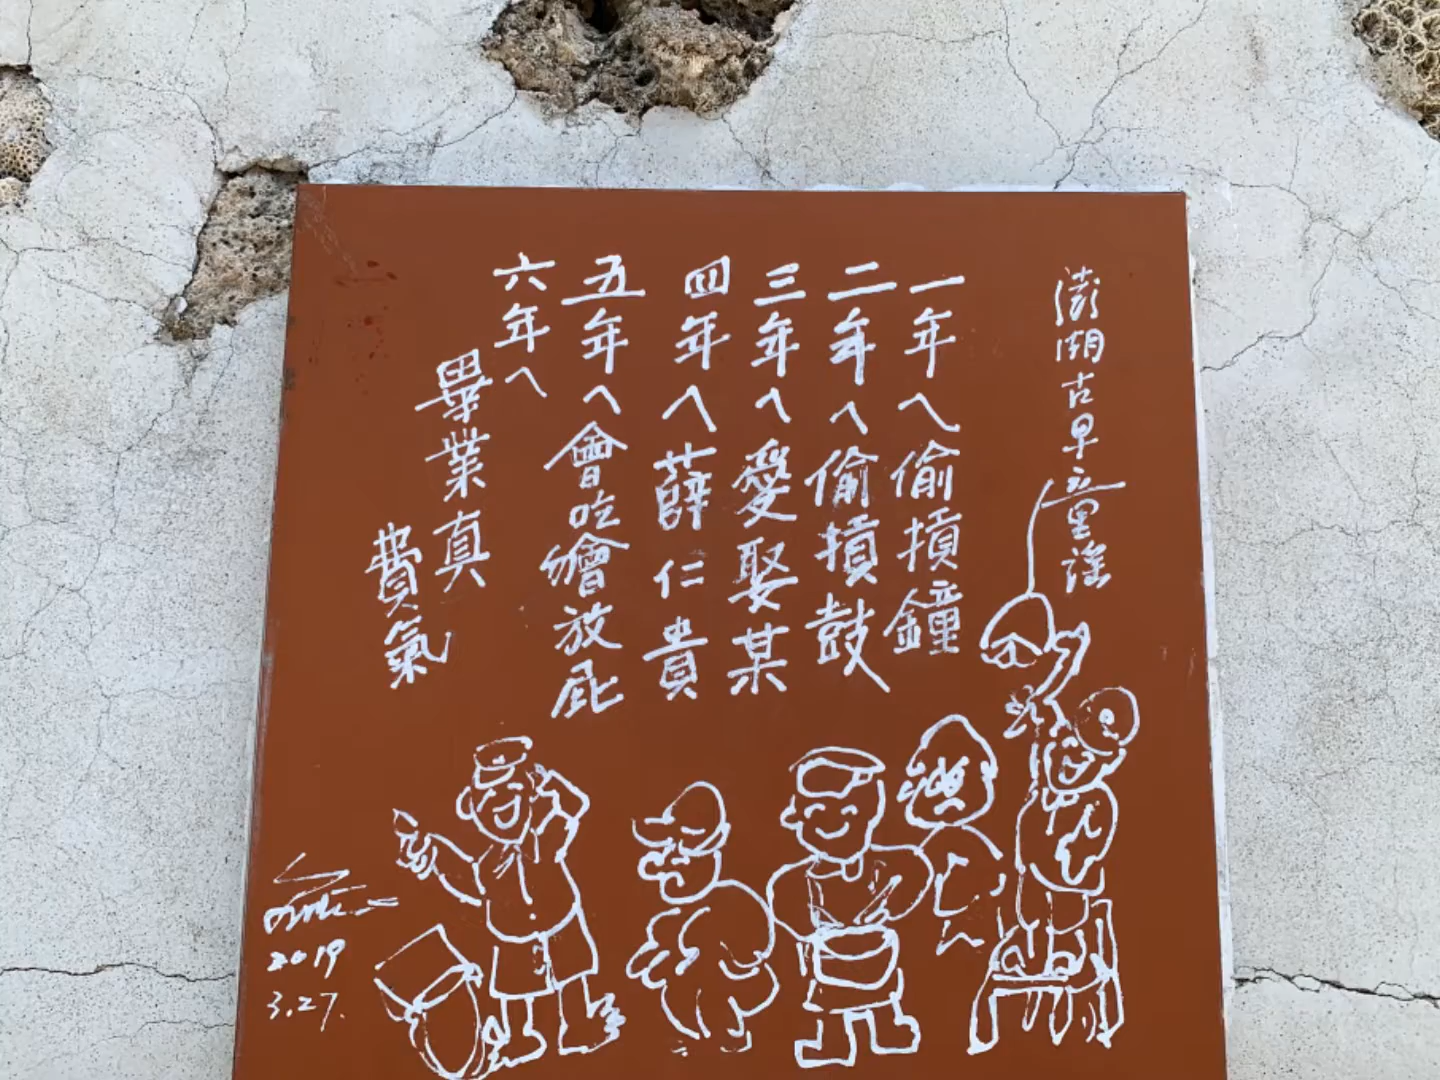 澎湖古早童謠
一年ㄟ偷摃鐘
二年ㄟ偷摃鼓
三年ㄟ愛娶某
四年ㄟ薛仁貴
五年ㄟ會吃𣍐放屁
六年ㄟ
畢業真
費氣
2019
3.27.